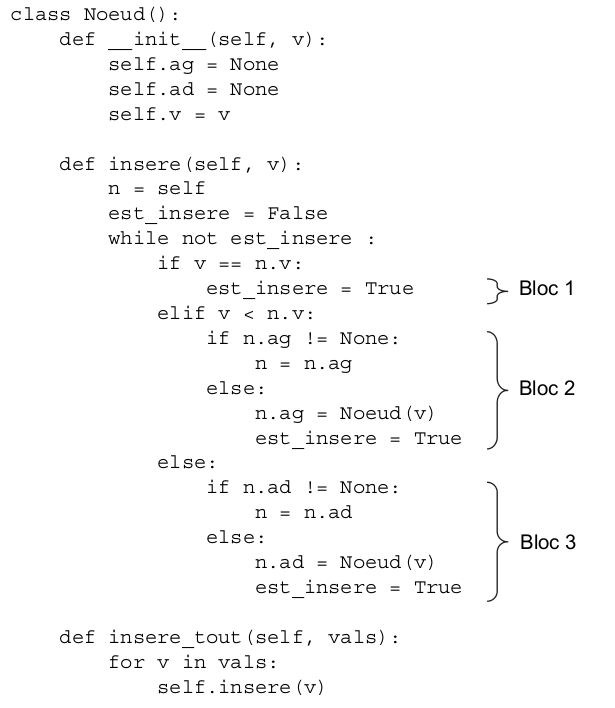 class Noeud():
    def __init__(self, v):
        self.ag = None
        self.ad = None
        self.v = v

    def insere(self, v):
        n = self
        est_insere = False
        while not est_insere :
            if v == n.v:
                est_insere = True Bloc 1
            elif v < n.v:
                if n.ag != None:
                    n = n.ag
                else: Bloc 2
                    n.ag = Noeud(v)
                    est_insere = True
            else:
                if n.ad != None:
                    n = n.ad
                else: Bloc 3
                    n.ad = Noeud(v)
                    est_insere = True

    def insere_tout(self, vals):
        for v in vals:
            self.insere(v)